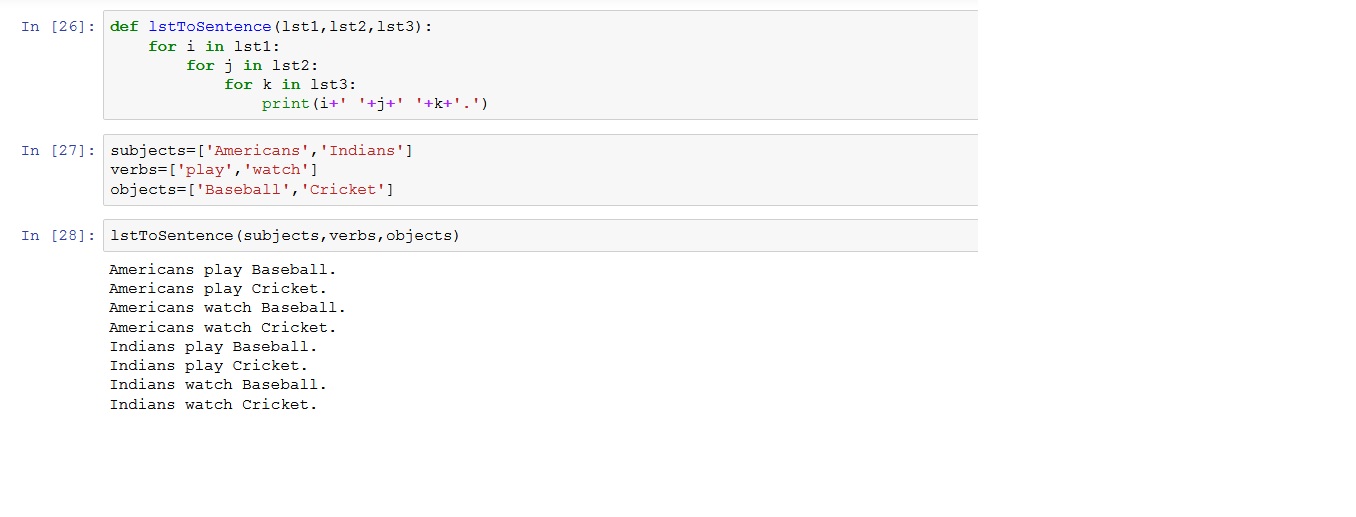 In [26]: def lstToSentence(lst1,lst2,lst3):
    for i in lst1:
        for j in lst2:
            for k in lst3:
                print(i+' '+j+' '+k+'.')
In [27]: subjects=['Americans','Indians']
verbs=['play','watch']
objects=['Baseball','Cricket']
In [28]: lstToSentence(subjects,verbs,objects)
Americans play Baseball.
Americans play Cricket.
Americans watch Baseball.
Americans watch Cricket.
Indians play Baseball.
Indians play Cricket.
Indians watch Baseball.
Indians watch Cricket.